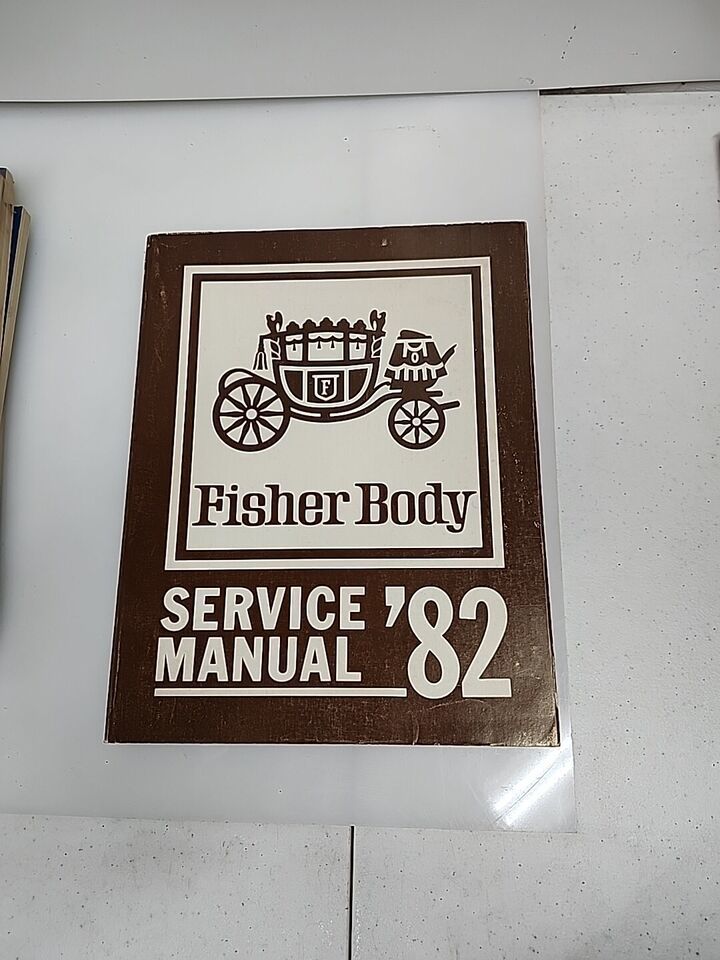 F
Fisher Body
SERVICE
MANUAL '82